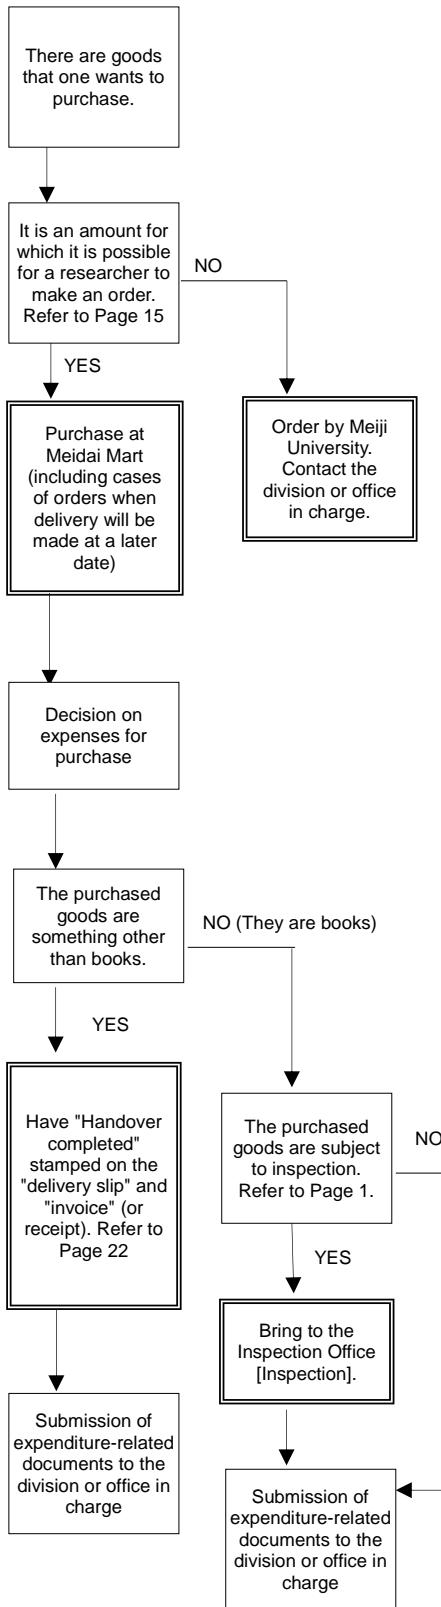 There are goods
that one wants to
purchase.
It is an amount for
which it is possible
for a researcher to
make an order.
Refer to Page 15
NO
YES
Purchase at
Meidai Mart
(including cases
of orders when
delivery will be
made at a later
date)
Order by Meiji
University.
Contact the
division or office
in charge.
Decision on
expenses for
purchase
The purchased
goods are
something other
than books.
NO (They are books)
YES
Have "Handover
completed"
stamped on the
"delivery slip" and
"invoice" (or
receipt). Refer to
Page 22
The purchased
goods are subject
to inspection.
Refer to Page 1.
NO
YES
Bring to the
Inspection Office
[Inspection].
Submission of
expenditure-related
documents to the
division or office in
charge
Submission of
expenditure-related
documents to the
division or office in
charge